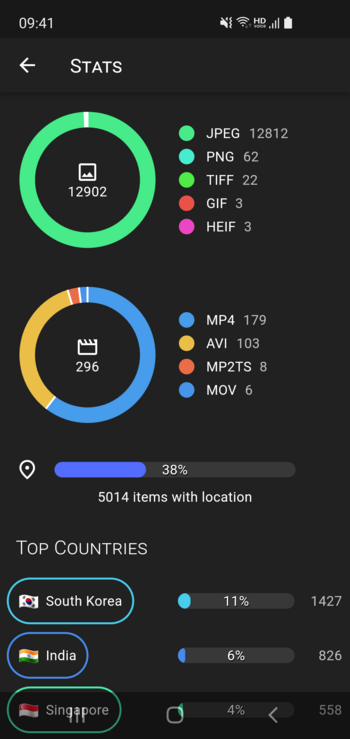 09:41
HD
VOICE
Stats
12902
JPEG 12812
PNG 62
TIFF 22
GIF 3
HEIF 3
296
MP4 179
AVI 103
MP2TS 8
MOV 6
38%
5014 items with location
Top Countries
South Korea 11% 1427
India 6% 826
Singapore 4% 558